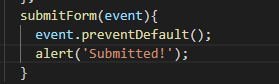 submitForm(event){
event.preventDefault();
alert('Submitted!');
}